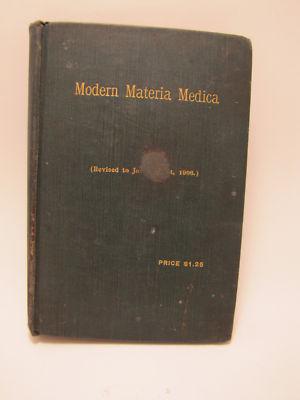 Modern Materia Medica
(Revised to 1906.)
PRICE $1.25